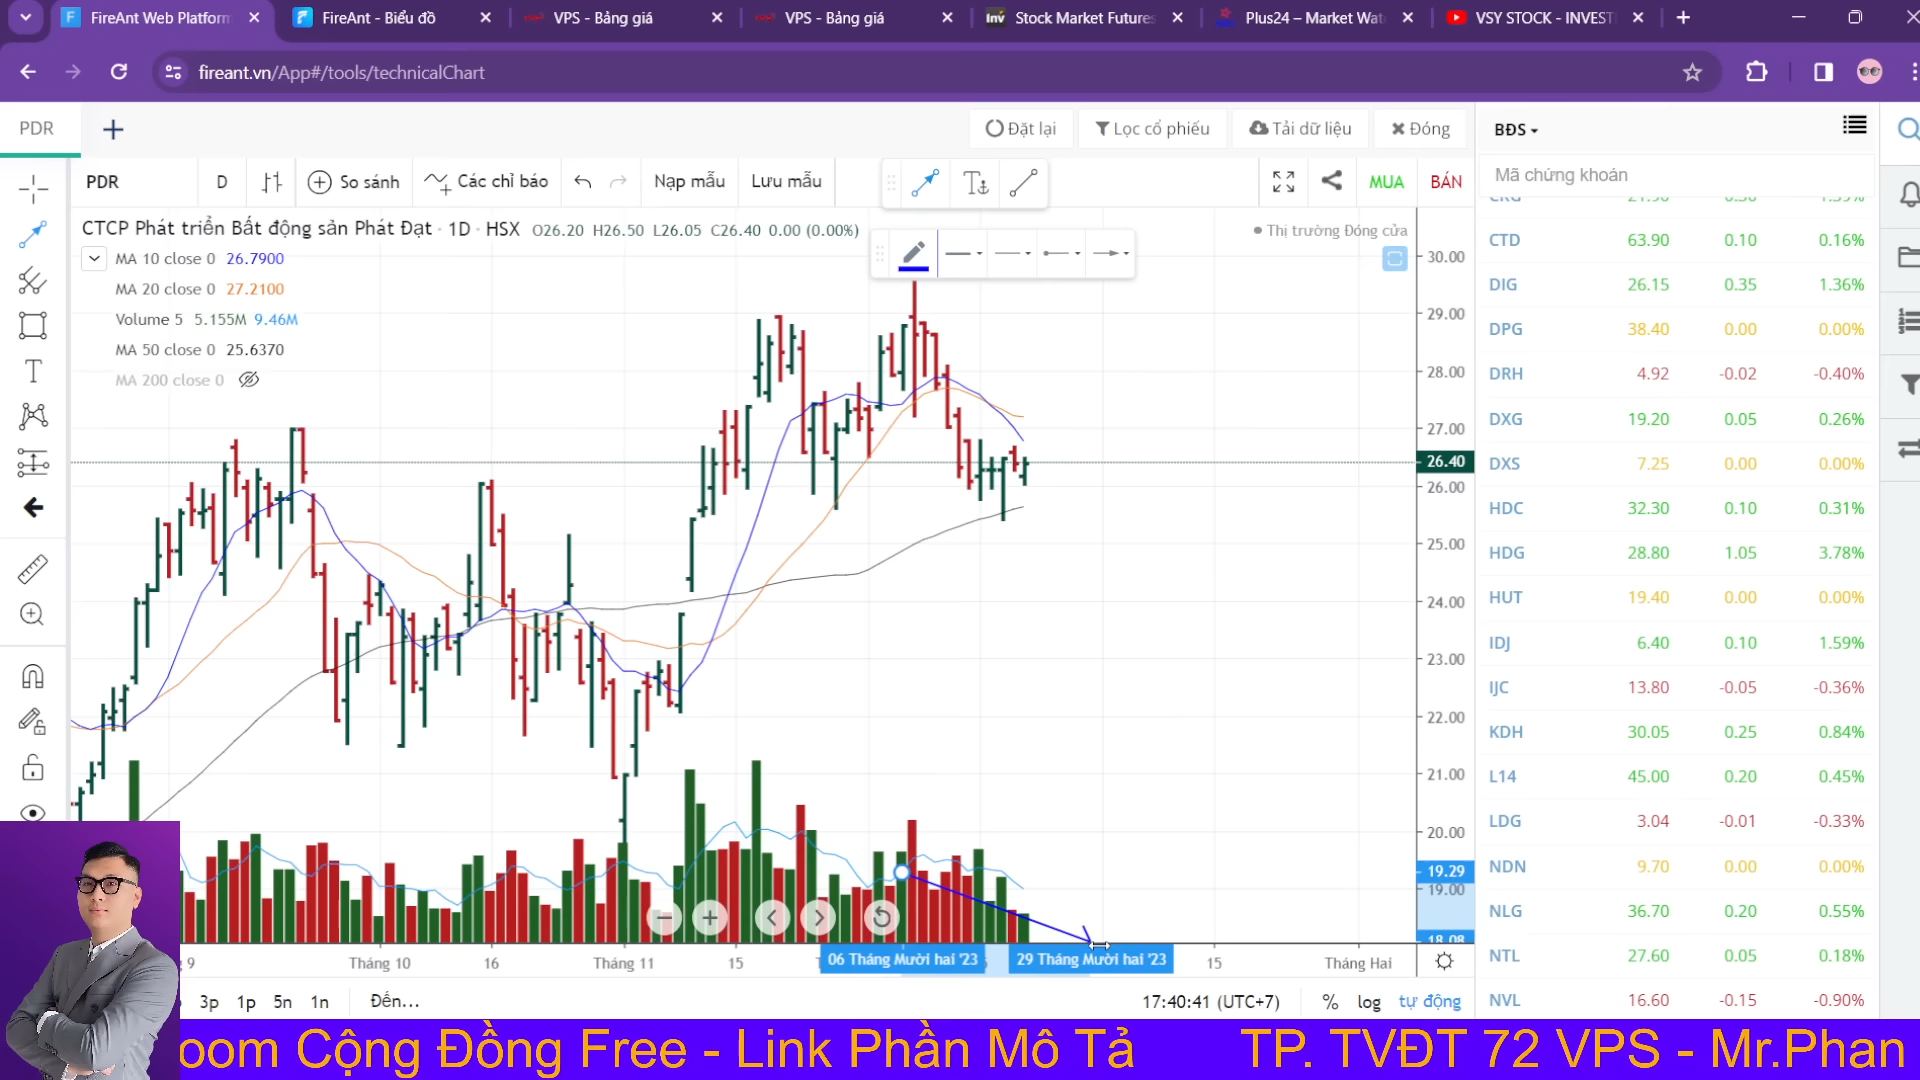 FireAnt Web Platform
FireAnt - Biểu đồ
VPS - Bảng giá
VPS - Bảng giá
Stock Market Futures
Plus24 – Market Wat
VSY STOCK - INVEST
fireant.vn/App#/tools/technicalChart
PDR
Đặt lại
Lọc cổ phiếu
Tải dữ liệu
Đóng
BĐS
PDR
D
So sánh
Các chỉ báo
Nạp mẫu
Lưu mẫu
MUA
BÁN
Mã chứng khoán
CTCP Phát triển Bất động sản Phát Đạt · 1D · HSX O26.20 H26.50 L26.05 C26.40 0.00 (0.00%)
Thị trường Đóng cửa
MA 10 close 0 26.7900
MA 20 close 0 27.2100
Volume 5 5.155M 9.46M
MA 50 close 0 25.6370
MA 200 close 0
30.00
29.00
28.00
27.00
26.40
26.00
25.00
24.00
23.00
22.00
21.00
20.00
19.29
19.00
18.08
CTD 63.90 0.10 0.16%
DIG 26.15 0.35 1.36%
DPG 38.40 0.00 0.00%
DRH 4.92 -0.02 -0.40%
DXG 19.20 0.05 0.26%
DXS 7.25 0.00 0.00%
HDC 32.30 0.10 0.31%
HDG 28.80 1.05 3.78%
HUT 19.40 0.00 0.00%
IDJ 6.40 0.10 1.59%
IJC 13.80 -0.05 -0.36%
KDH 30.05 0.25 0.84%
L14 45.00 0.20 0.45%
LDG 3.04 -0.01 -0.33%
NDN 9.70 0.00 0.00%
NLG 36.70 0.20 0.55%
NTL 27.60 0.05 0.18%
NVL 16.60 -0.15 -0.90%
9
Tháng 10
16
Tháng 11
15
06 Tháng Mười hai '23
29 Tháng Mười hai '23
15
Tháng Hai
3p 1p 5n 1n Đến...
17:40:41 (UTC+7) % log tự động
oom Cộng Đồng Free - Link Phần Mô Tả TP. TVĐT 72 VPS - Mr.Phan